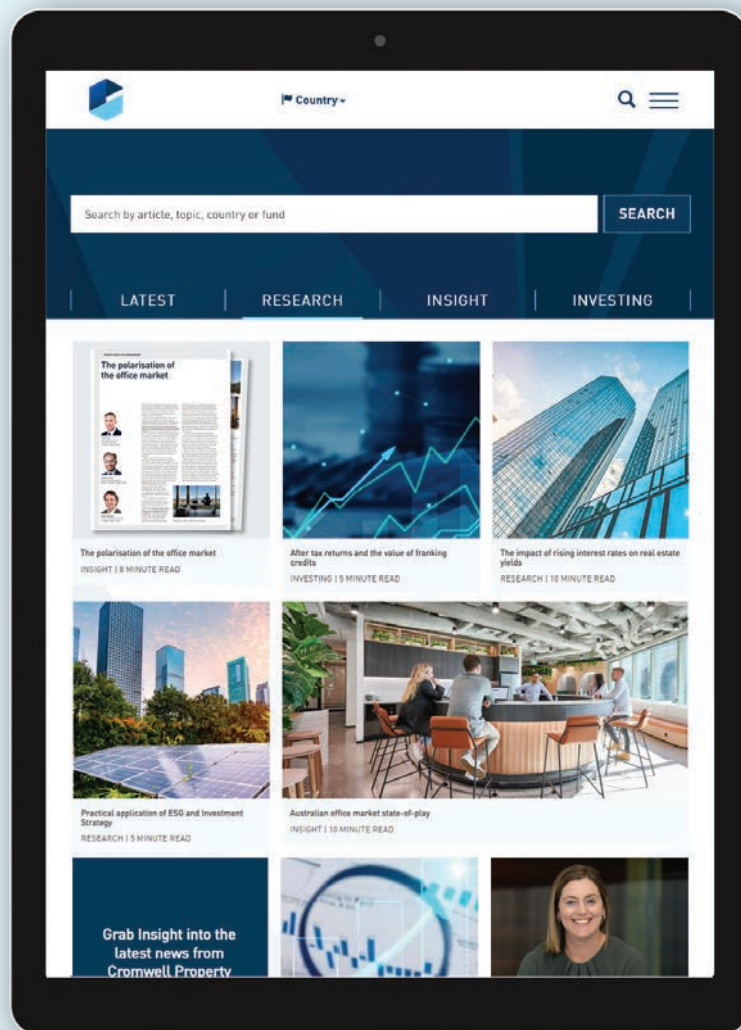 Country
Search by article, topic, country or fund
SEARCH
LATEST
RESEARCH
INSIGHT
INVESTING
The polarisation of
the office market
The polarisation of the office market
INSIGHT | 8 MINUTE READ
After tax returns and the value of franking
credits
INVESTING | 5 MINUTE READ
The impact of rising interest rates on real estate
yields
RESEARCH | 10 MINUTE READ
Practical application of ESG and Investment
Strategy
RESEARCH | 5 MINUTE READ
Australian office market state-of-play
INSIGHT | 10 MINUTE READ
Grab Insight into the
latest news from
Cromwell Property